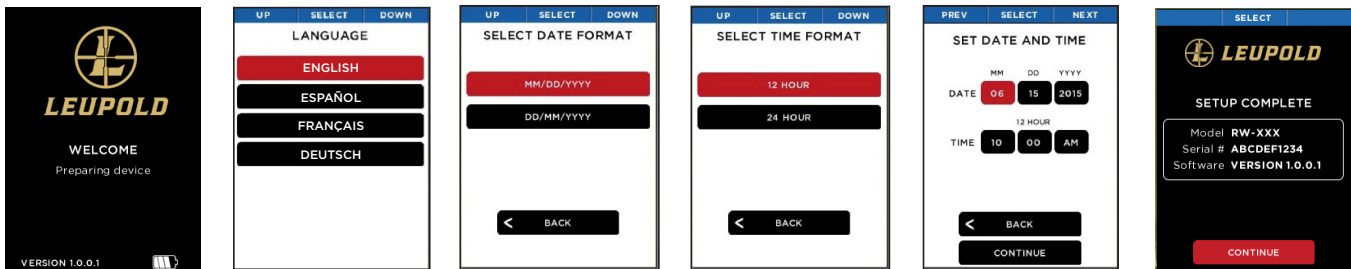 LEUPOLD
WELCOME
Preparing device
VERSION 1.0.0.1
UP SELECT DOWN
LANGUAGE
ENGLISH
ESPAÑOL
FRANÇAIS
DEUTSCH
UP SELECT DOWN
SELECT DATE FORMAT
MM/DD/YYYY
DD/MM/YYYY
< BACK
UP SELECT DOWN
SELECT TIME FORMAT
12 HOUR
24 HOUR
< BACK
PREV SELECT NEXT
SET DATE AND TIME
MM DD YYYY
DATE 06 15 2015
12 HOUR
TIME 10 00 AM
< BACK
CONTINUE
SELECT
LEUPOLD
SETUP COMPLETE
Model RW-XXX
Serial # ABCDEF1234
Software VERSION 1.0.0.1
CONTINUE